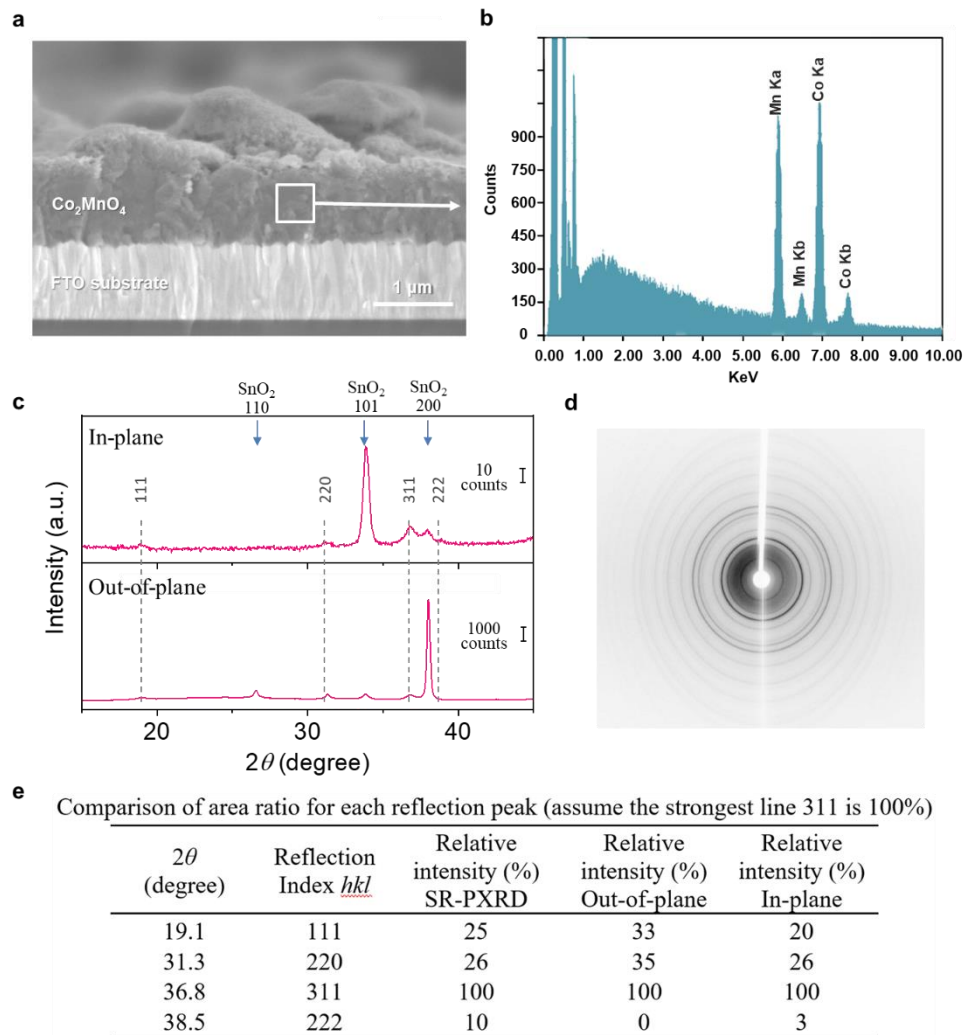 a
Co₂MnO₄
FTO substrate
1 µm
b
Counts
900
750
600
450
300
150
0
Mn Ka
Mn Kb
Co Ka
Co Kb
0.00 1.00 2.00 3.00 4.00 5.00 6.00 7.00 8.00 9.00 10.00
KeV
c
SnO₂ 110
SnO₂ 101
SnO₂ 200
In-plane
10 counts
111
220
311
222
Out-of-plane
1000 counts
Intensity (a.u.)
20 30 40
2θ (degree)
d
e
Comparison of area ratio for each reflection peak (assume the strongest line 311 is 100%)
2θ (degree)
Reflection Index hkl
Relative intensity (%) SR-PXRD
Relative intensity (%) Out-of-plane
Relative intensity (%) In-plane
19.1 111 25 33 20
31.3 220 26 35 26
36.8 311 100 100 100
38.5 222 10 0 3